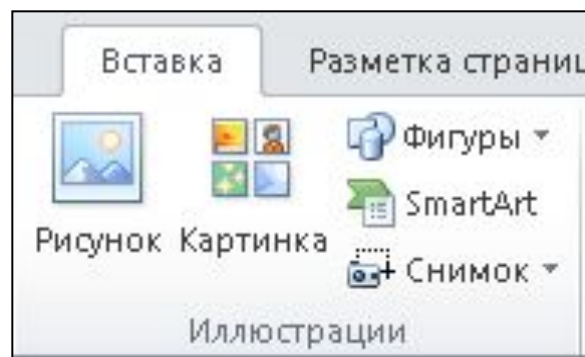 Вставка Разметка страниц
Фигуры
SmartArt
Рисунок Картинка
Снимок
Иллюстрации